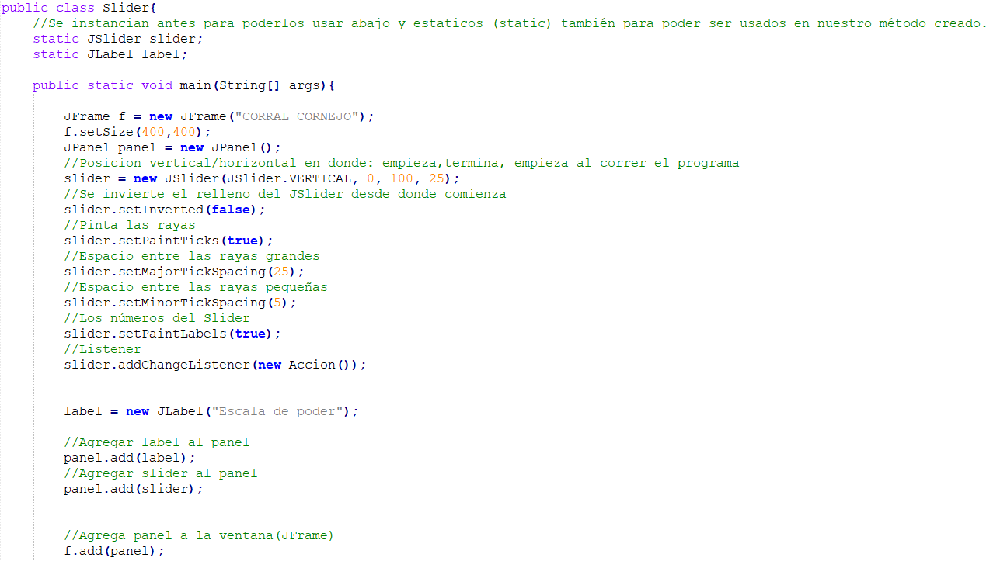 public class Slider{
//Se instancian antes para poderlos usar abajo y estaticos (static) también para poder ser usados en nuestro método creado.
static JSlider slider;
static JLabel label;
public static void main(String[] args){
JFrame f = new JFrame("CORRAL CORNEJO");
f.setSize(400,400);
JPanel panel = new JPanel();
//Posicion vertical/horizontal en donde: empieza,termina, empieza al correr el programa
slider = new JSlider(JSlider.VERTICAL, 0, 100, 25);
//Se invierte el relleno del JSlider desde donde comienza
slider.setInverted(false);
//Pinta las rayas
slider.setPaintTicks(true);
//Espacio entre las rayas grandes
slider.setMajorTickSpacing(25);
//Espacio entre las rayas pequeñas
slider.setMinorTickSpacing(5);
//Los números del Slider
slider.setPaintLabels(true);
//Listener
slider.addChangeListener(new Accion());
label = new JLabel("Escala de poder");
//Agregar label al panel
panel.add(label);
//Agregar slider al panel
panel.add(slider);
//Agrega panel a la ventana(JFrame)
f.add(panel);